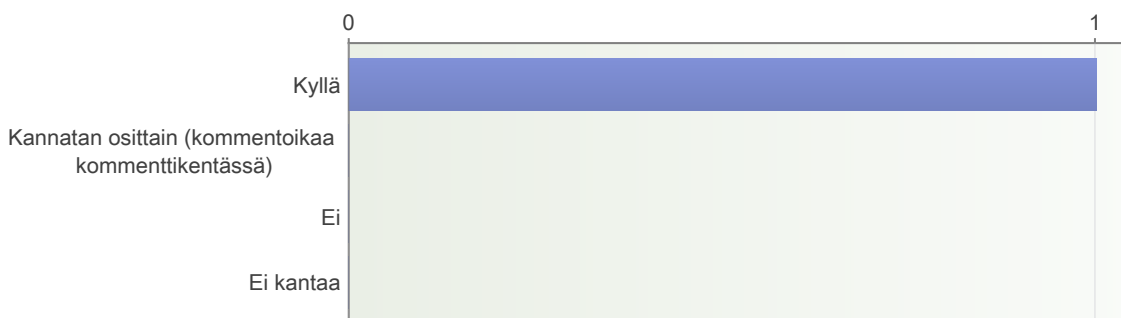 0 1
Kyllä
Kannatan osittain (kommentoikaa
kommenttikentässä)
Ei
Ei kantaa